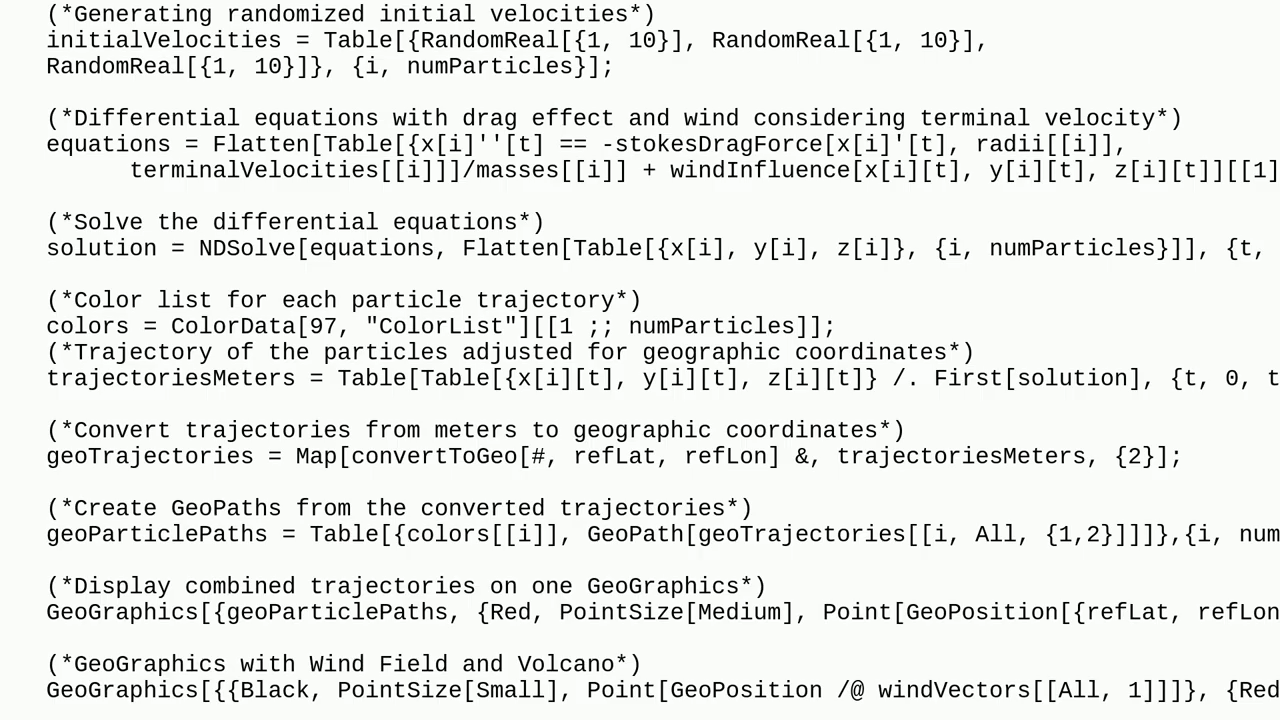 (*Generating randomized initial velocities*)
initialVelocities = Table[{RandomReal[{1, 10}], RandomReal[{1, 10}],
RandomReal[{1, 10}]}, {i, numParticles}];
(*Differential equations with drag effect and wind considering terminal velocity*)
equations = Flatten[Table[{x[i]''[t] == -stokesDragForce[x[i]'[t], radii[[i]],
terminalVelocities[[i]]]/masses[[i]] + windInfluence[x[i][t], y[i][t], z[i][t]][[1]
(*Solve the differential equations*)
solution = NDSolve[equations, Flatten[Table[{x[i], y[i], z[i]}, {i, numParticles}]], {t,
(*Color list for each particle trajectory*)
colors = ColorData[97, "ColorList"][[1 ;; numParticles]];
(*Trajectory of the particles adjusted for geographic coordinates*)
trajectoriesMeters = Table[Table[{x[i][t], y[i][t], z[i][t]} /. First[solution], {t, 0, t
(*Convert trajectories from meters to geographic coordinates*)
geoTrajectories = Map[convertToGeo[#, refLat, refLon] &, trajectoriesMeters, {2}];
(*Create GeoPaths from the converted trajectories*)
geoParticlePaths = Table[{colors[[i]], GeoPath[geoTrajectories[[i, All, {1,2}]]]},{i, num
(*Display combined trajectories on one GeoGraphics*)
GeoGraphics[{geoParticlePaths, {Red, PointSize[Medium], Point[GeoPosition[{refLat, refLon
(*GeoGraphics with Wind Field and Volcano*)
GeoGraphics[{{Black, PointSize[Small], Point[GeoPosition /@ windVectors[[All, 1]]]}, {Red